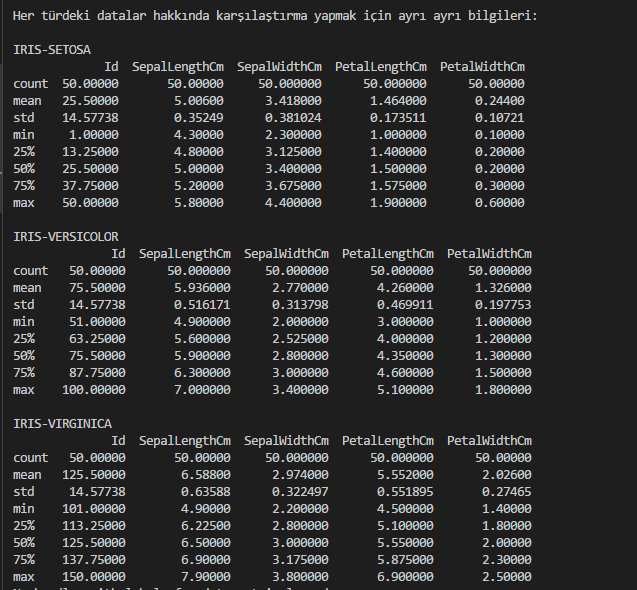 Her türdeki datalar hakkında karşılaştırma yapmak için ayrı ayrı bilgileri:
IRIS-SETOSA
Id SepalLengthCm SepalWidthCm PetalLengthCm PetalWidthCm
count 50.00000 50.00000 50.000000 50.000000 50.00000
mean 25.50000 5.00600 3.418000 1.464000 0.24400
std 14.57738 0.35249 0.381024 0.173511 0.10721
min 1.00000 4.30000 2.300000 1.000000 0.10000
25% 13.25000 4.80000 3.125000 1.400000 0.20000
50% 25.50000 5.00000 3.400000 1.500000 0.20000
75% 37.75000 5.20000 3.675000 1.575000 0.30000
max 50.00000 5.80000 4.400000 1.900000 0.60000
IRIS-VERSICOLOR
Id SepalLengthCm SepalWidthCm PetalLengthCm PetalWidthCm
count 50.00000 50.000000 50.000000 50.000000 50.000000
mean 75.50000 5.936000 2.770000 4.260000 1.326000
std 14.57738 0.516171 0.313798 0.469911 0.197753
min 51.00000 4.900000 2.000000 3.000000 1.000000
25% 63.25000 5.600000 2.525000 4.000000 1.200000
50% 75.50000 5.900000 2.800000 4.350000 1.300000
75% 87.75000 6.300000 3.000000 4.600000 1.500000
max 100.00000 7.000000 3.400000 5.100000 1.800000
IRIS-VIRGINICA
Id SepalLengthCm SepalWidthCm PetalLengthCm PetalWidthCm
count 50.00000 50.00000 50.000000 50.000000 50.00000
mean 125.50000 6.58800 2.974000 5.552000 2.02600
std 14.57738 0.63588 0.322497 0.551895 0.27465
min 101.00000 4.90000 2.200000 4.500000 1.40000
25% 113.25000 6.22500 2.800000 5.100000 1.80000
50% 125.50000 6.50000 3.000000 5.550000 2.00000
75% 137.75000 6.90000 3.175000 5.875000 2.30000
max 150.00000 7.90000 3.800000 6.900000 2.50000